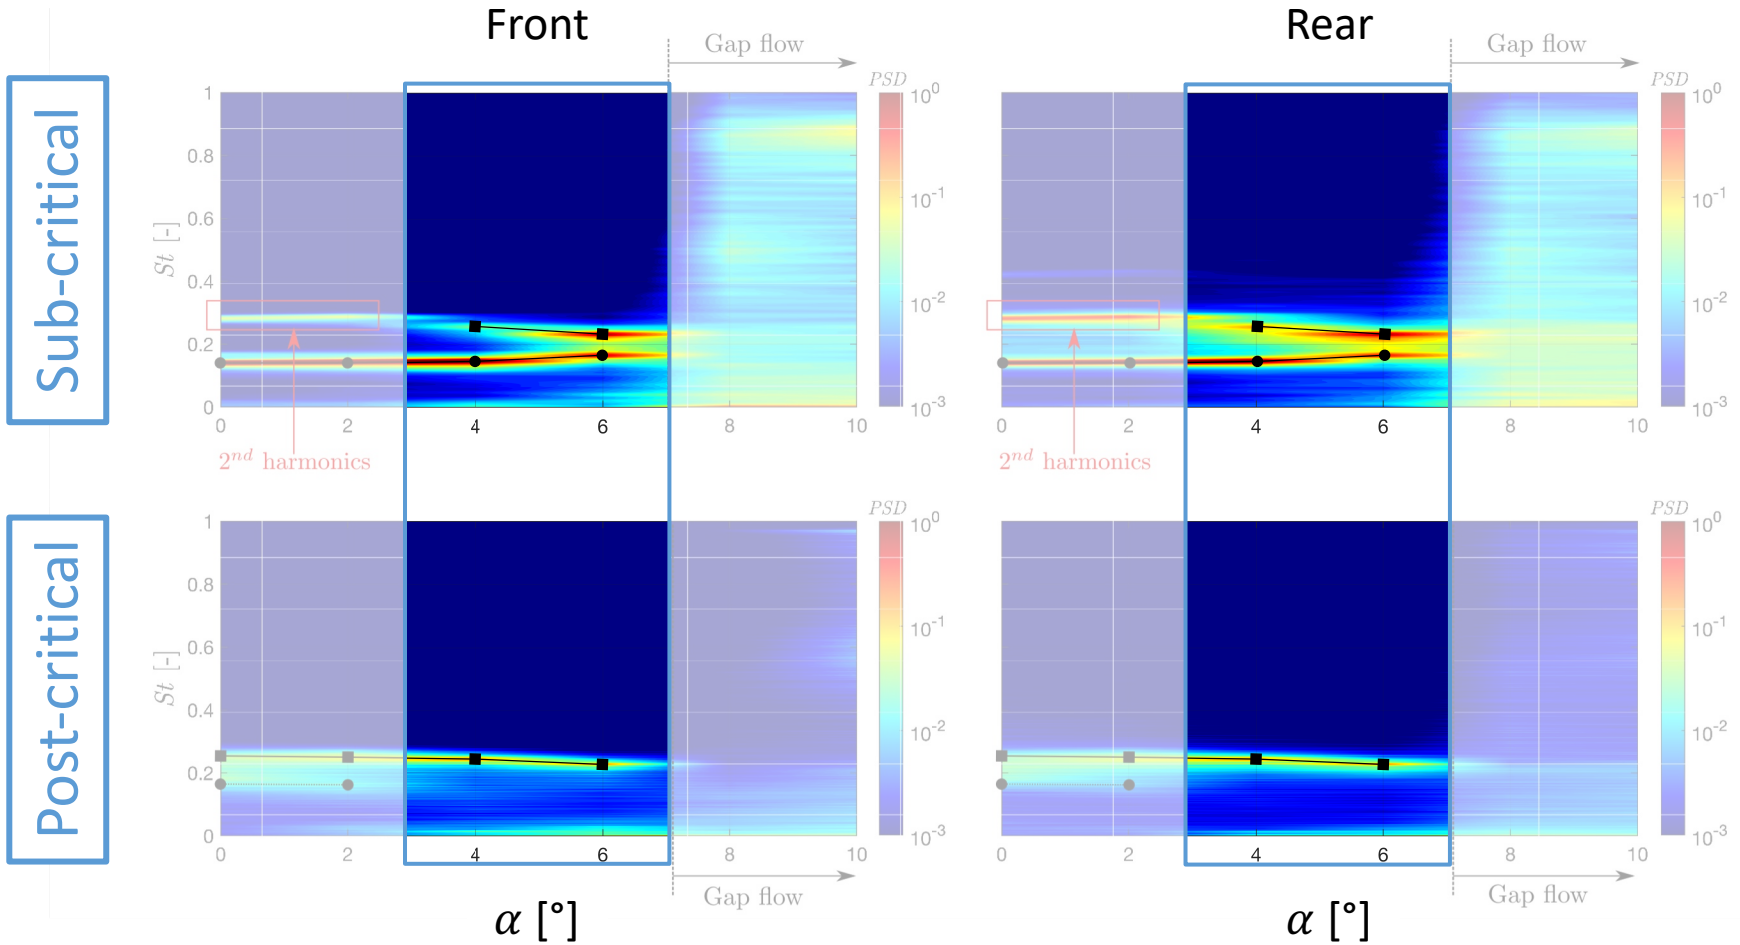 Front
Rear
Gap flow
Gap flow
Sub-critical
PSD
1
0.8
0.6
0.4
0.2
0
St [-]
10^0
10^-1
10^-2
10^-3
0 2 4 6 8 10
2^nd harmonics
PSD
10^0
10^-1
10^-2
10^-3
0 2 4 6 8 10
2^nd harmonics
Post-critical
PSD
1
0.8
0.6
0.4
0.2
0
St [-]
10^0
10^-1
10^-2
10^-3
0 2 4 6 8 10
PSD
10^0
10^-1
10^-2
10^-3
0 2 4 6 8 10
Gap flow
Gap flow
α [°]
α [°]